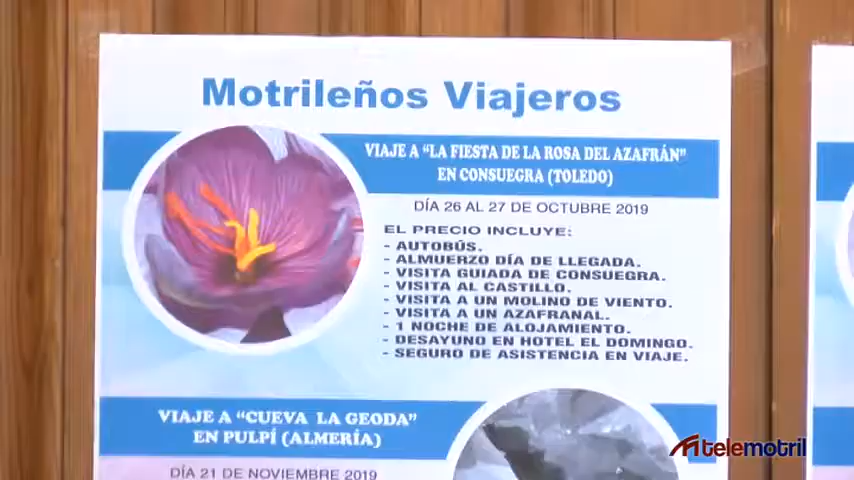 Motrileños Viajeros
VIAJE A “LA FIESTA DE LA ROSA DEL AZAFRÁN”
EN CONSUEGRA (TOLEDO)
DÍA 26 AL 27 DE OCTUBRE 2019
EL PRECIO INCLUYE:
- AUTOBÚS.
- ALMUERZO DÍA DE LLEGADA.
- VISITA GUIADA DE CONSUEGRA.
- VISITA AL CASTILLO.
- VISITA A UN MOLINO DE VIENTO.
- VISITA A UN AZAFRANAL.
- 1 NOCHE DE ALOJAMIENTO.
- DESAYUNO EN HOTEL EL DOMINGO.
- SEGURO DE ASISTENCIA EN VIAJE.
VIAJE A “CUEVA LA GEODA”
EN PULPÍ (ALMERÍA)
DÍA 21 DE NOVIEMBRE 2019
telemotril